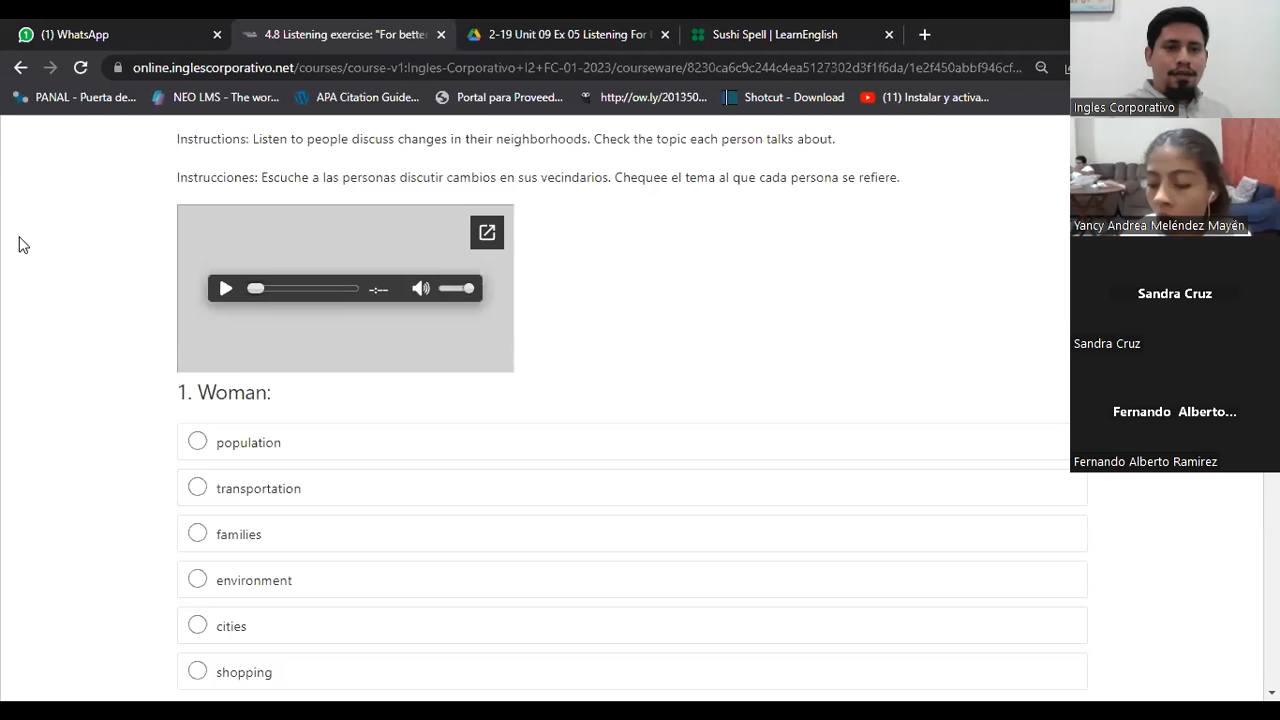 (1) WhatsApp
4.8 Listening exercise: "For bette
2-19 Unit 09 Ex 05 Listening For
Sushi Spell | LearnEnglish
online.inglescorporativo.net/courses/course-v1:Ingles-Corporativo+I2+FC-01-2023/courseware/8230ca6c9c244c4ea5127302d3f1f6da/1e2f450abbf946cf...
PANAL - Puerta de...
NEO LMS - The wor...
APA Citation Guide...
Portal para Proveed...
http://ow.ly/201350...
Shotcut - Download
(11) Instalar y activa...
Instructions: Listen to people discuss changes in their neighborhoods. Check the topic each person talks about.
Instrucciones: Escuche a las personas discutir cambios en sus vecindarios. Chequee el tema al que cada persona se refiere.
-:--
1. Woman:
population
transportation
families
environment
cities
shopping
Ingles Corporativo
Yancy Andrea Meléndez Mayén
Sandra Cruz
Sandra Cruz
Fernando Alberto...
Fernando Alberto Ramirez